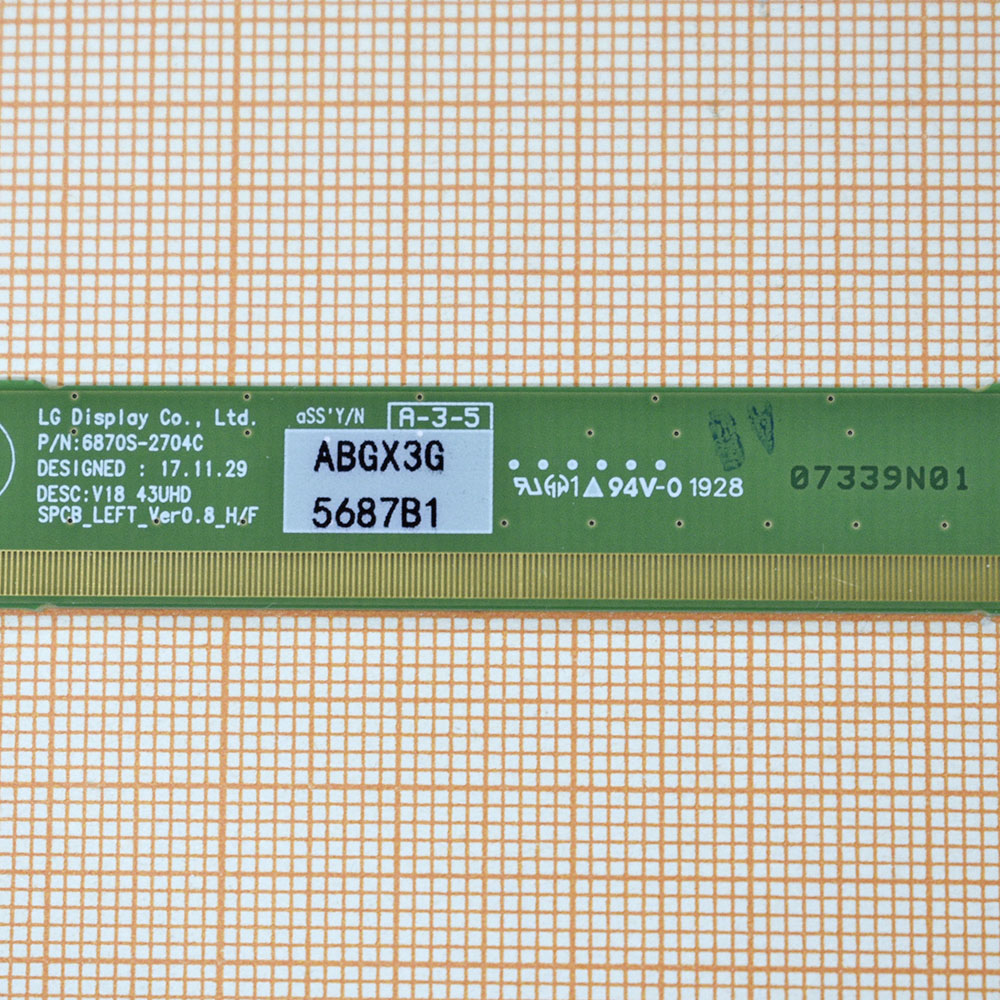 LG Display Co., Ltd.
P/N:6870S-2704C
DESIGNED : 17.11.29
DESC:V18 43UHD
SPCB_LEFT_Ver0.8_H/F
aSS'Y/N A-3-5
ABGX3G
5687B1
94V-0 1928
07339N01